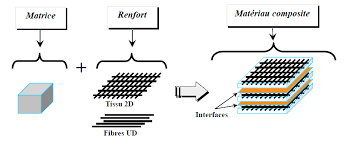 Matrice
Renfort
Matériau composite
+
Tissu 2D
Interfaces
Fibres UD